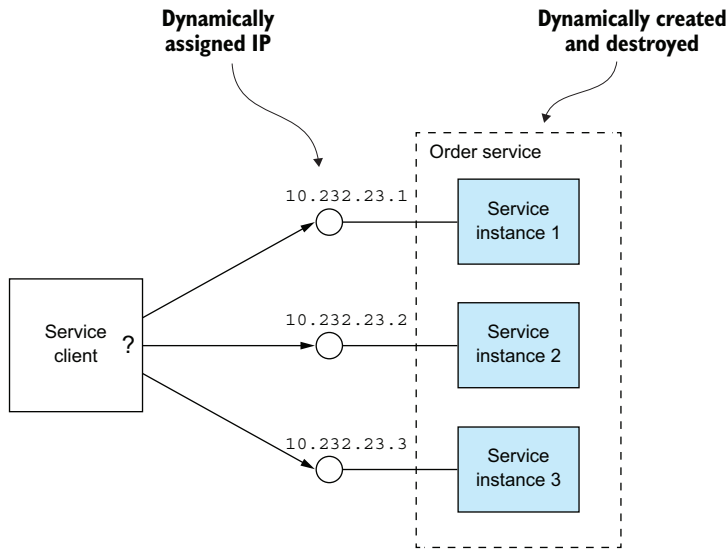 Dynamically
assigned IP
Dynamically created
and destroyed
Order service
10.232.23.1
Service
instance 1
Service
client
?
10.232.23.2
Service
instance 2
10.232.23.3
Service
instance 3